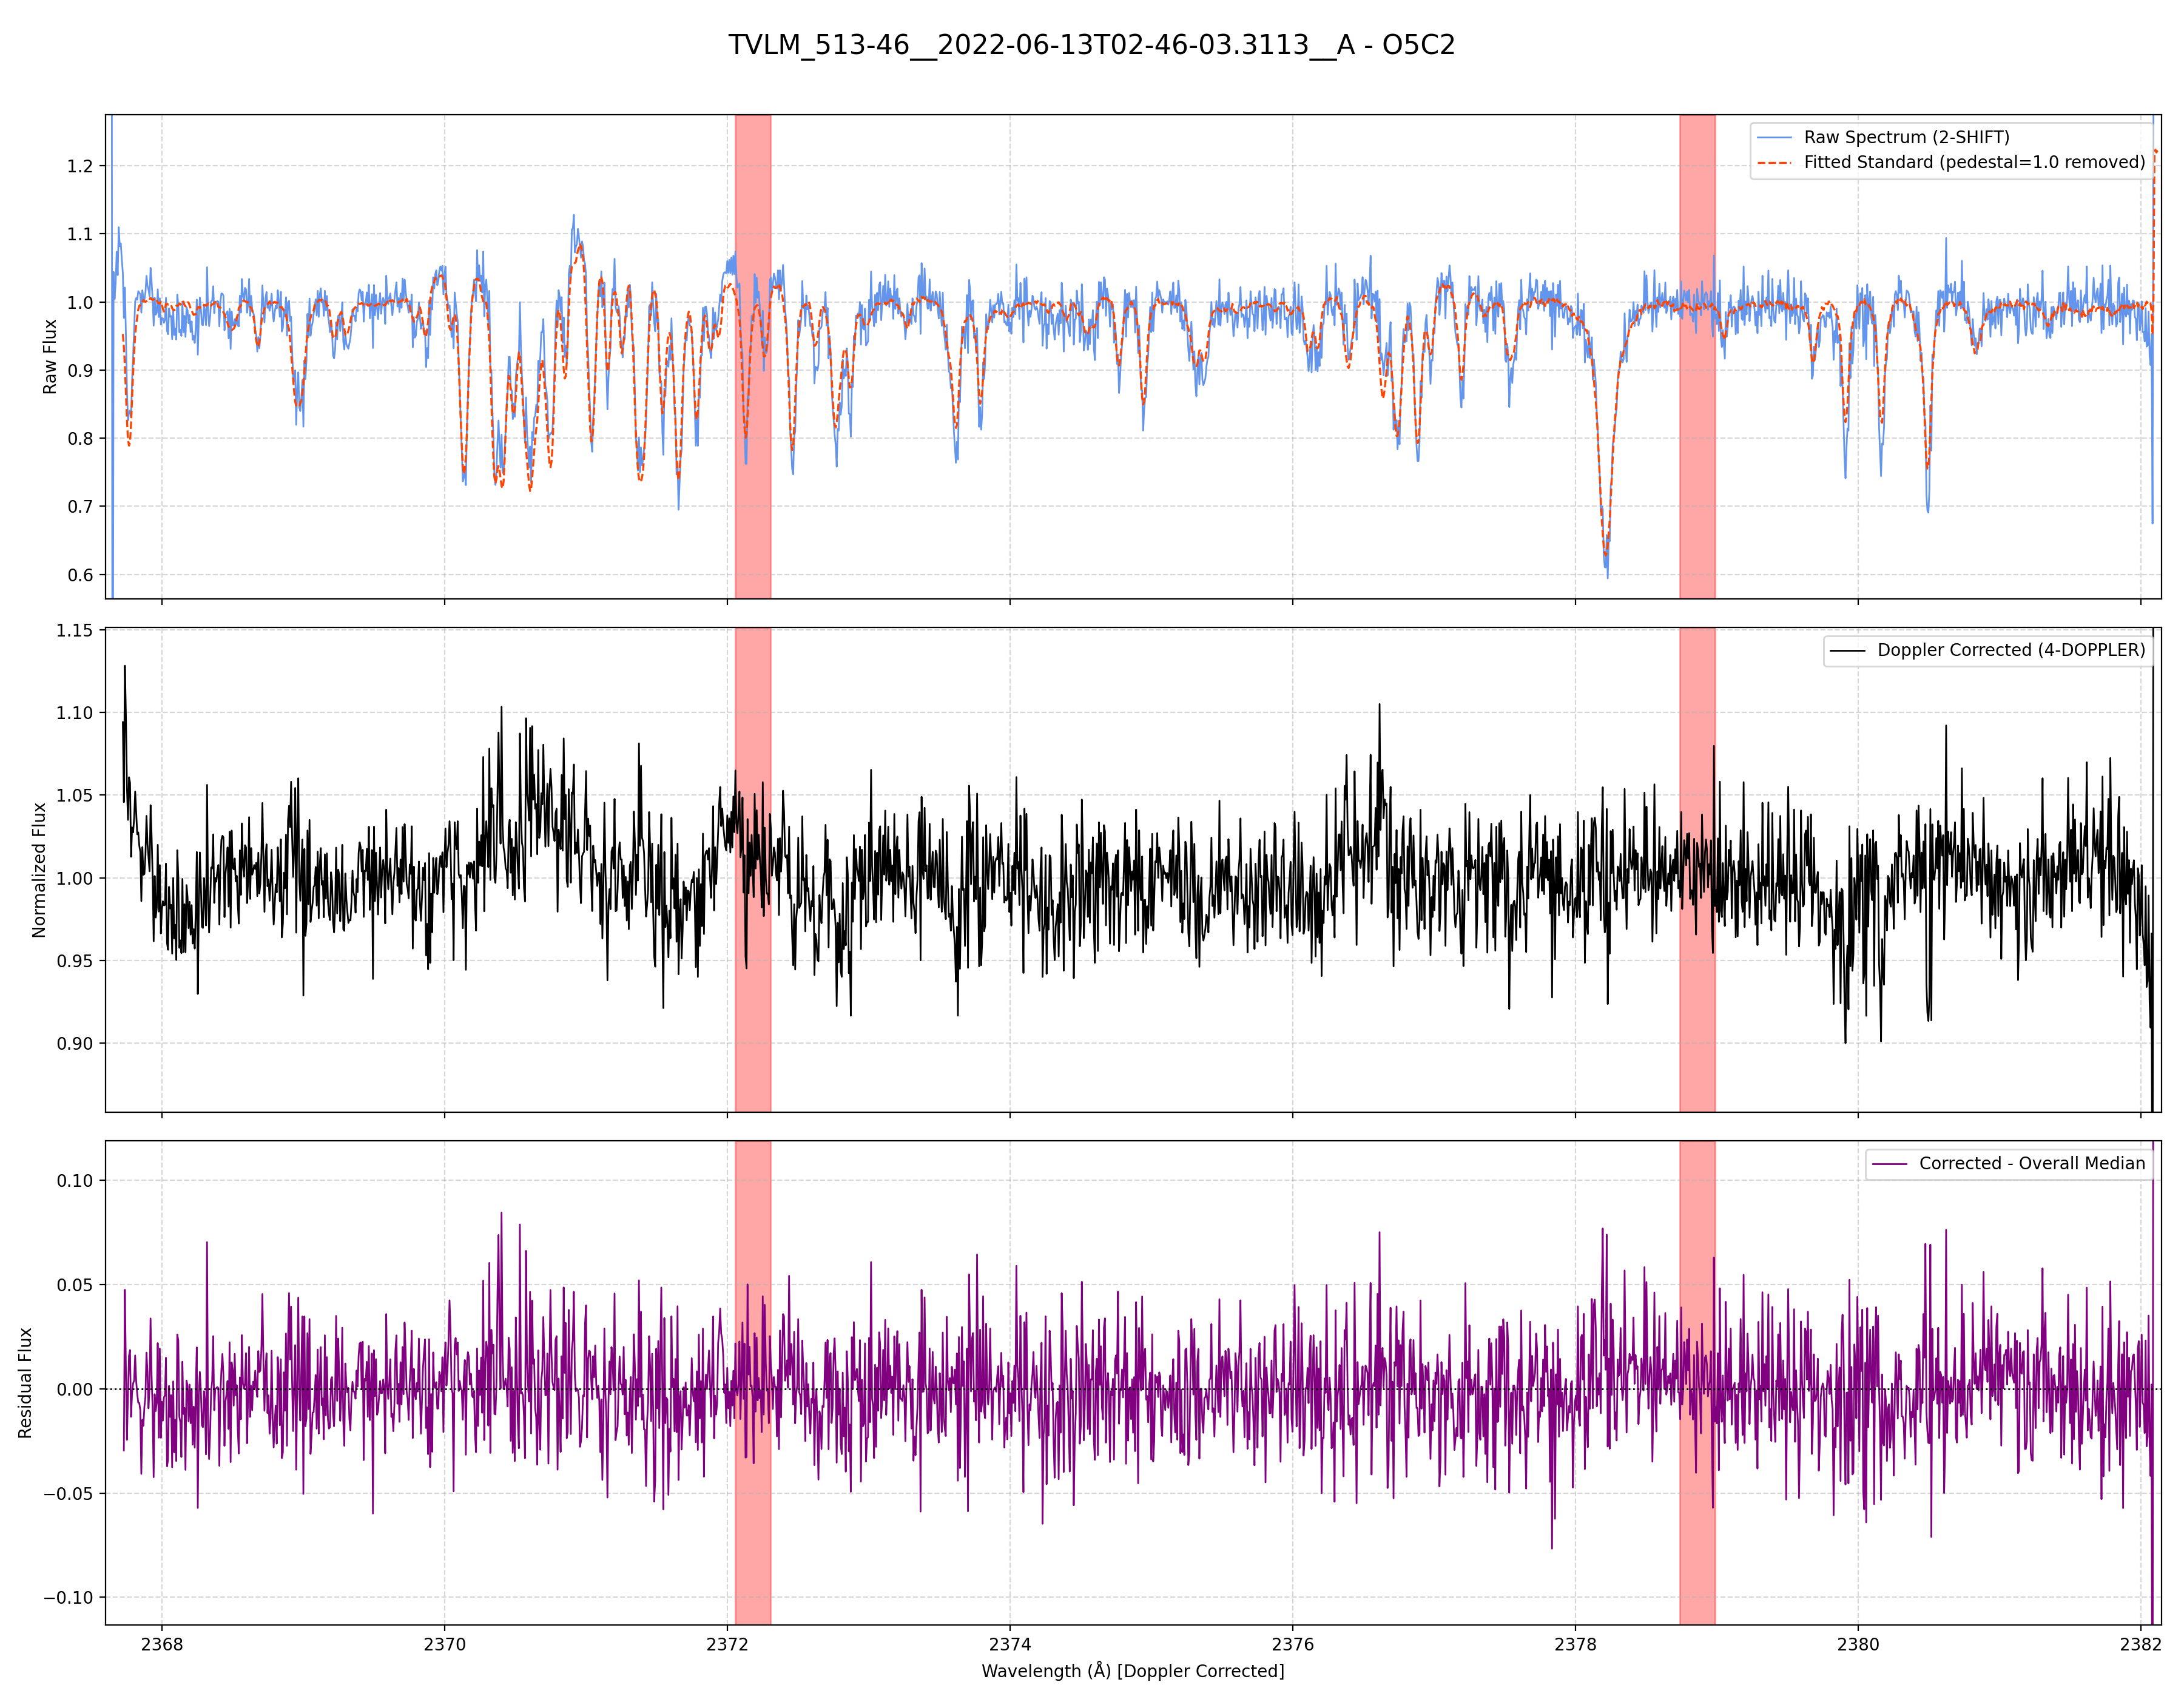 TVLM_513-46__2022-06-13T02-46-03.3113__A - O5C2
Raw Spectrum (2-SHIFT)
Fitted Standard (pedestal=1.0 removed)
Raw Flux
1.2
1.1
1.0
0.9
0.8
0.7
0.6
Doppler Corrected (4-DOPPLER)
Normalized Flux
1.15
1.10
1.05
1.00
0.95
0.90
Corrected - Overall Median
Residual Flux
0.10
0.05
0.00
−0.05
−0.10
2368 2370 2372 2374 2376 2378 2380 2382
Wavelength (Å) [Doppler Corrected]